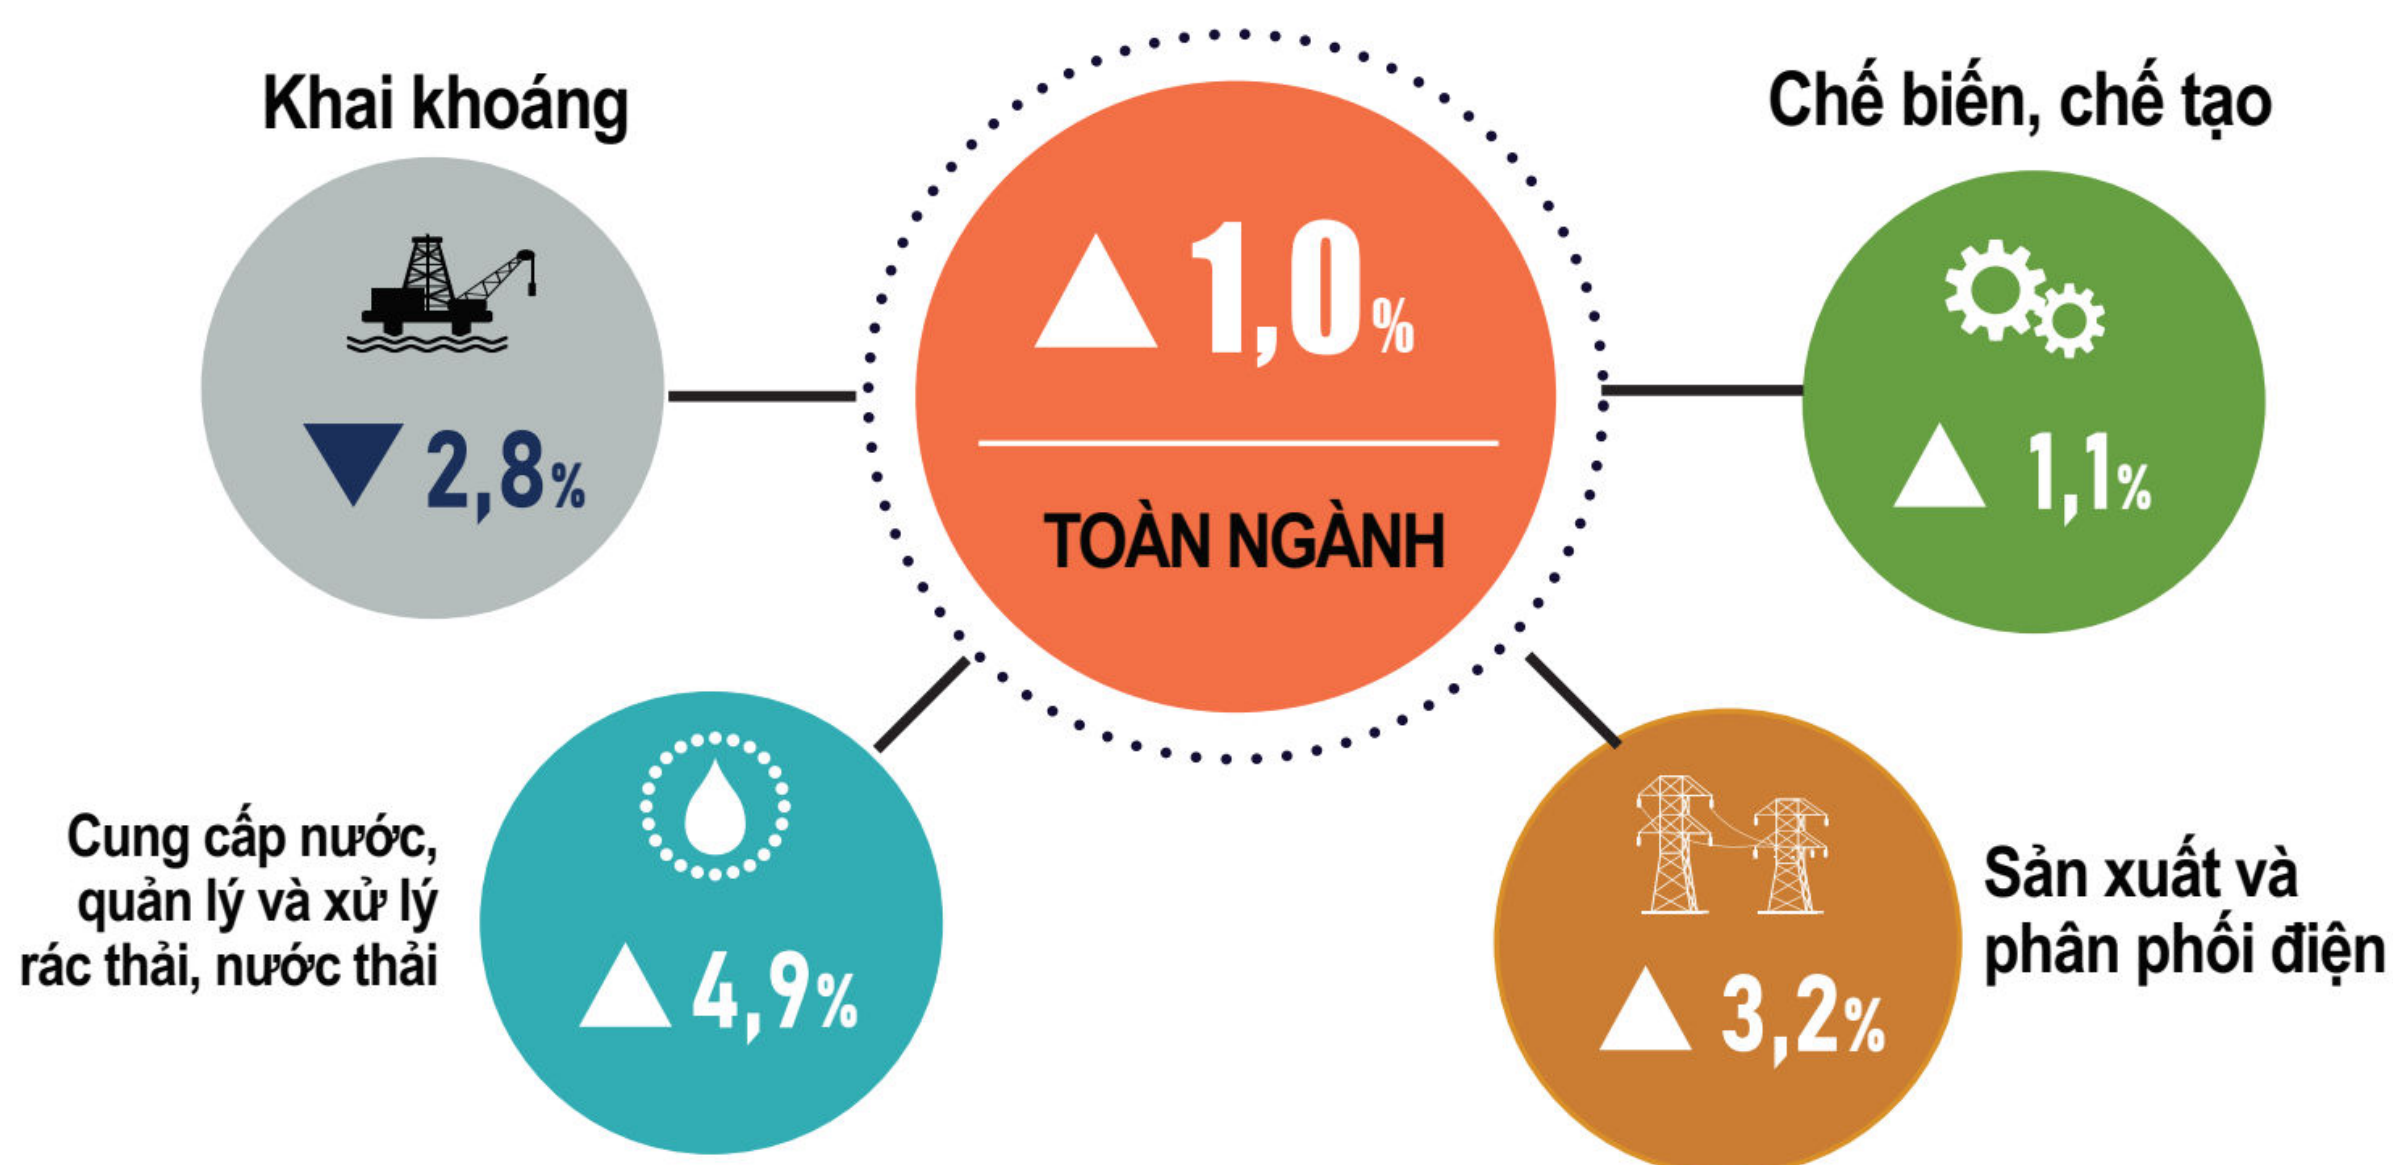 Khai khoáng
▼ 2,8%
▲ 1,0%
TOÀN NGÀNH
Chế biến, chế tạo
▲ 1,1%
Cung cấp nước,
quản lý và xử lý
rác thải, nước thải
▲ 4,9%
▲ 3,2%
Sản xuất và
phân phối điện